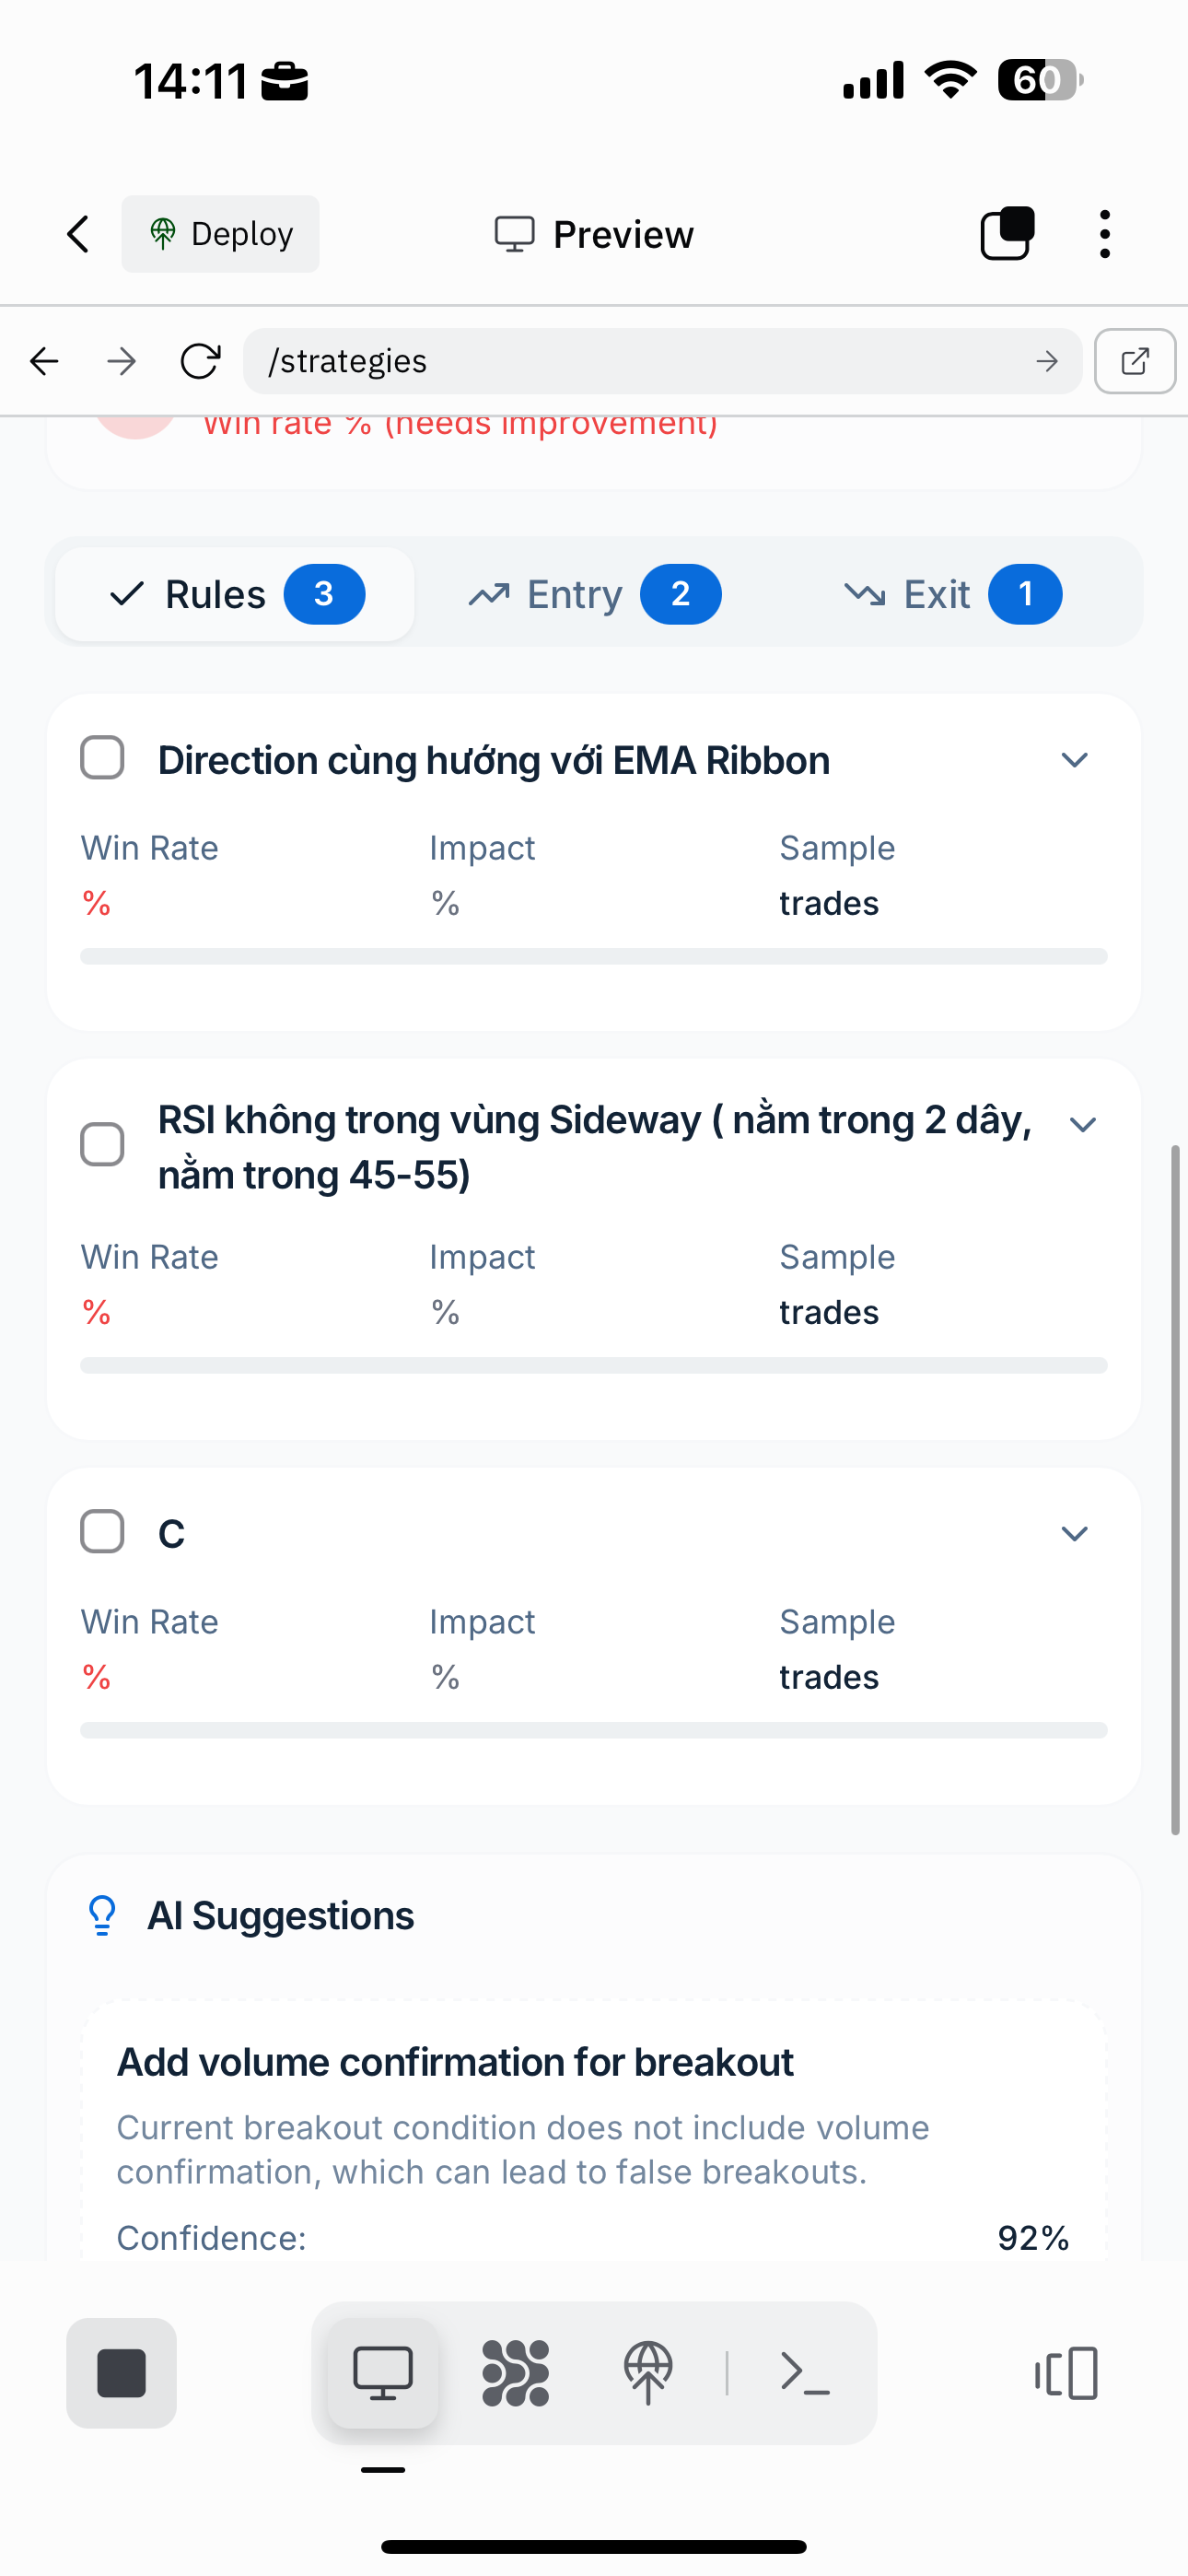 14:11
60
Deploy
Preview
/strategies
Win rate % (needs improvement)
Rules 3
Entry 2
Exit 1
Direction cùng hướng với EMA Ribbon
Win Rate Impact Sample
% % trades
RSI không trong vùng Sideway ( nằm trong 2 dây,
nằm trong 45-55)
Win Rate Impact Sample
% % trades
C
Win Rate Impact Sample
% % trades
AI Suggestions
Add volume confirmation for breakout
Current breakout condition does not include volume
confirmation, which can lead to false breakouts.
Confidence: 92%